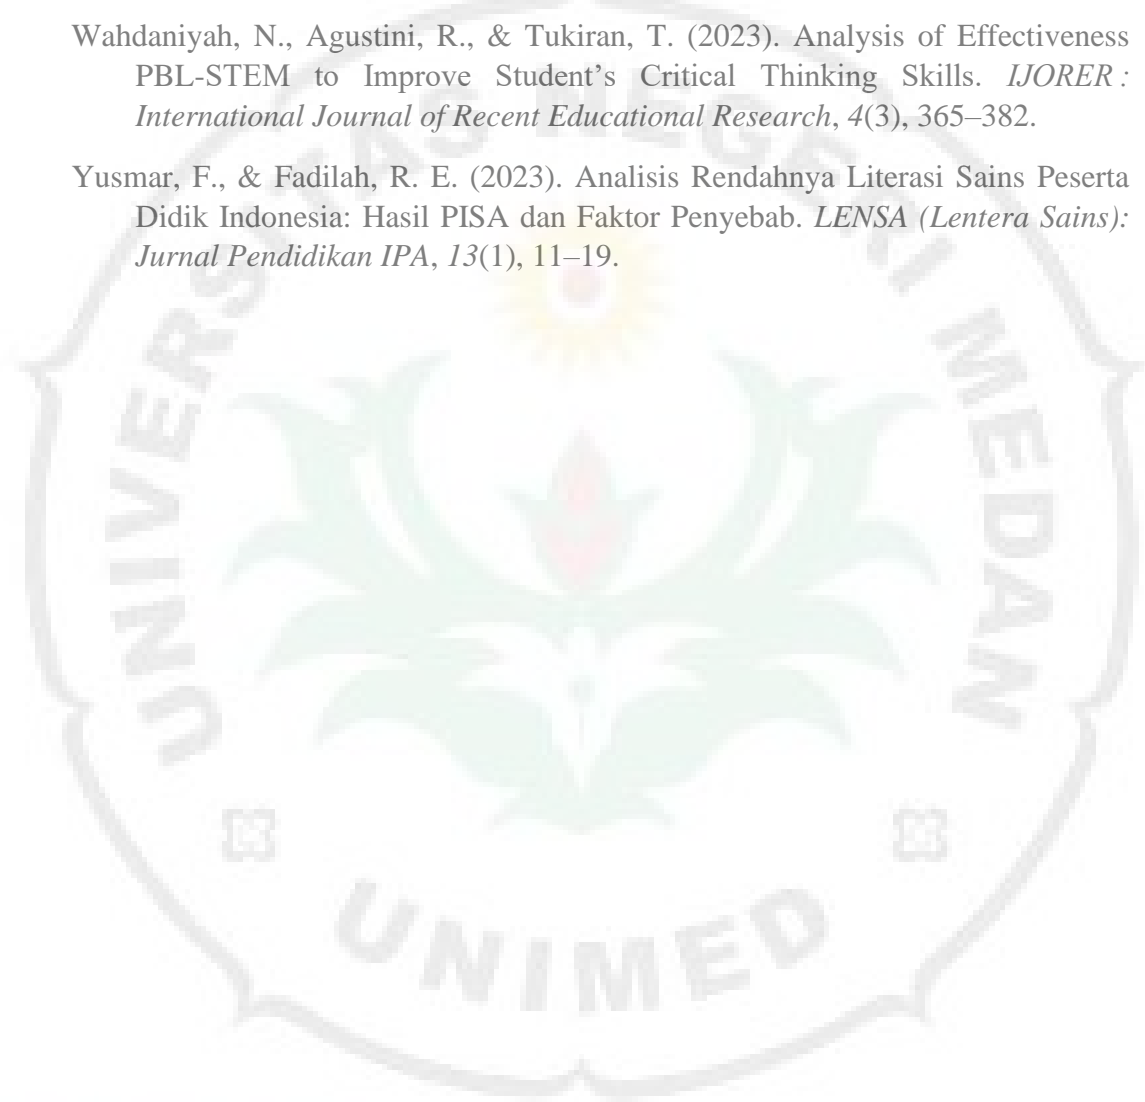 Wahdaniyah, N., Agustini, R., & Tukiran, T. (2023). Analysis of Effectiveness
PBL-STEM to Improve Student’s Critical Thinking Skills. IJORER :
International Journal of Recent Educational Research, 4(3), 365–382.
Yusmar, F., & Fadilah, R. E. (2023). Analisis Rendahnya Literasi Sains Peserta
Didik Indonesia: Hasil PISA dan Faktor Penyebab. LENSA (Lentera Sains):
Jurnal Pendidikan IPA, 13(1), 11–19.
UNIVERSITAS NEGERI MEDAN
UNIMED